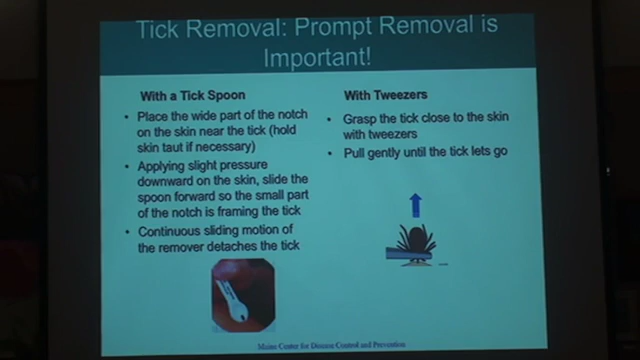 Tick Removal: Prompt Removal is
Important!
With a Tick Spoon
• Place the wide part of the notch
on the skin near the tick (hold
skin taut if necessary)
• Applying slight pressure
downward on the skin, slide the
spoon forward so the small part
of the notch is framing the tick
• Continuous sliding motion of
the remover detaches the tick
With Tweezers
• Grasp the tick close to the skin
with tweezers
• Pull gently until the tick lets go
Maine Center for Disease Control and Prevention